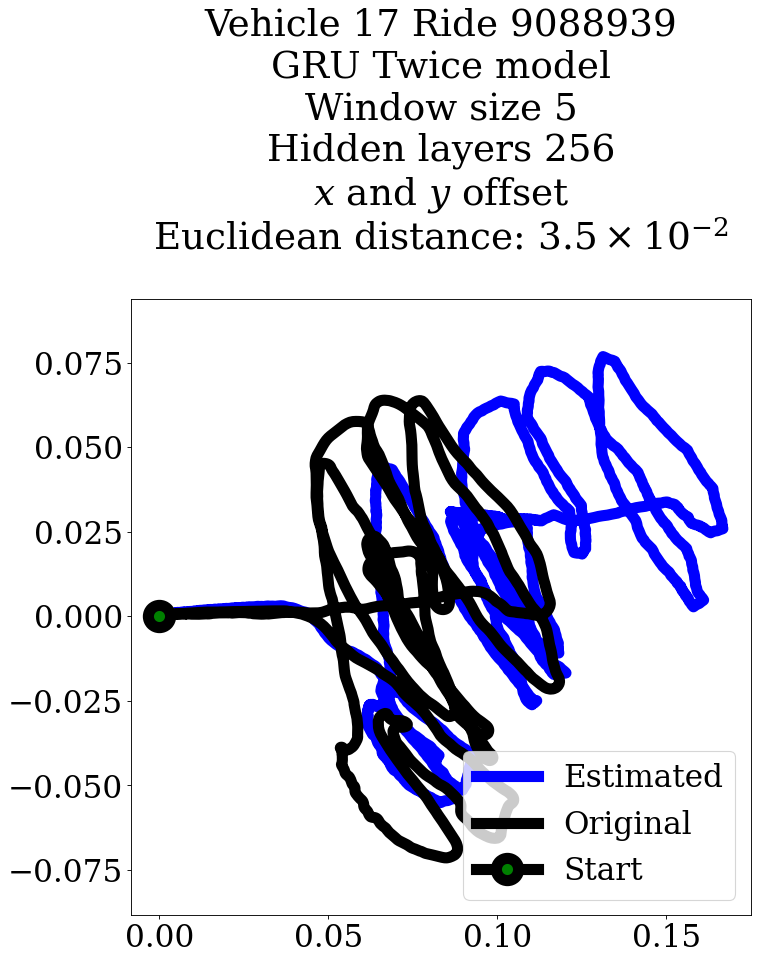 Vehicle 17 Ride 9088939
GRU Twice model
Window size 5
Hidden layers 256
x and y offset
Euclidean distance: 3.5 × 10⁻²
0.075
0.050
0.025
0.000
−0.025
−0.050
−0.075
Estimated
Original
Start
0.00 0.05 0.10 0.15